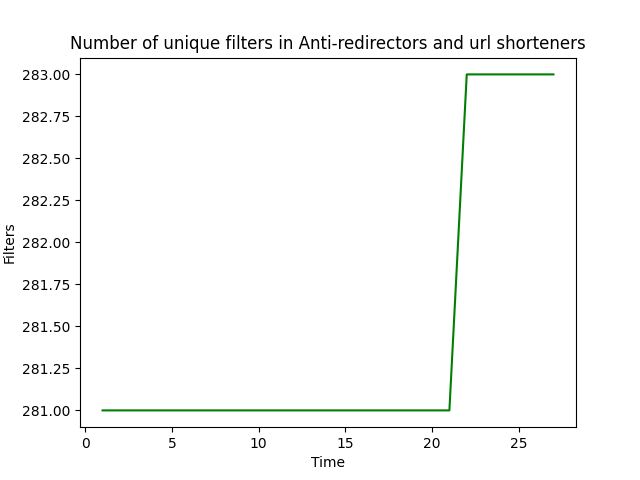 Number of unique filters in Anti-redirectors and url shorteners
283.00
282.75
282.50
282.25
282.00
281.75
281.50
281.25
281.00
Filters
0 5 10 15 20 25
Time